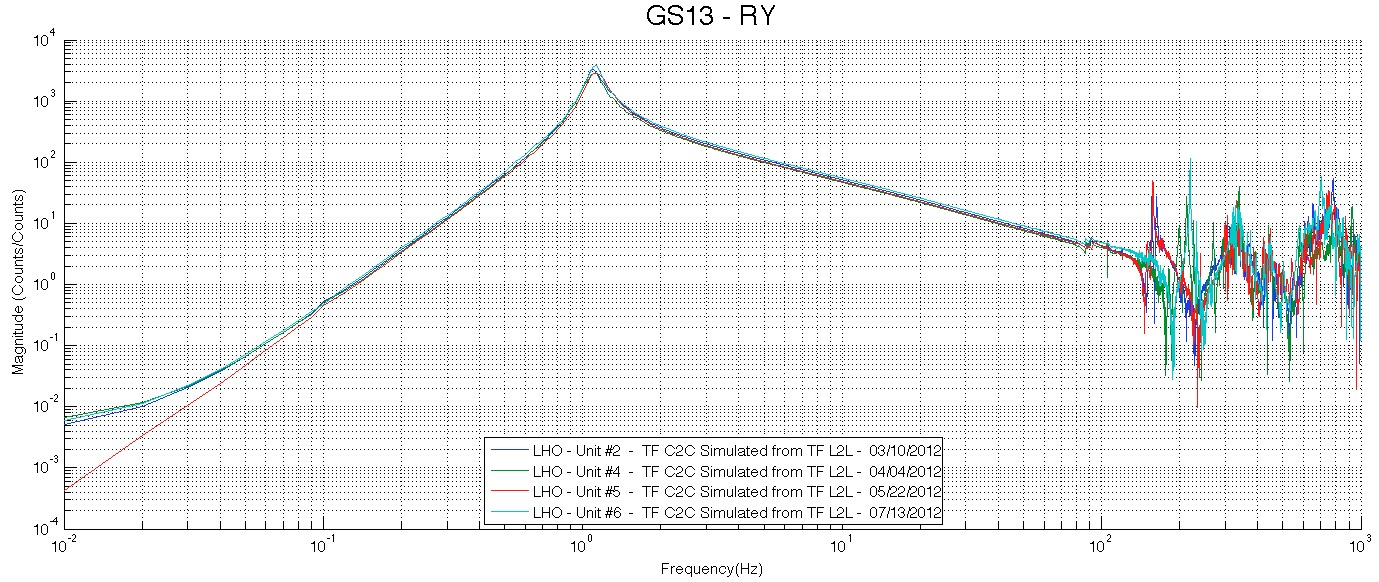 GS13 - RY
10^4
10^3
10^2
10^1
10^0
10^-1
10^-2
10^-3
10^-4
Magnitude (Counts/Counts)
LHO - Unit #2 - TF C2C Simulated from TF L2L - 03/10/2012
LHO - Unit #4 - TF C2C Simulated from TF L2L - 04/04/2012
LHO - Unit #5 - TF C2C Simulated from TF L2L - 05/22/2012
LHO - Unit #6 - TF C2C Simulated from TF L2L - 07/13/2012
10^-2 10^-1 10^0 10^1 10^2 10^3
Frequency(Hz)